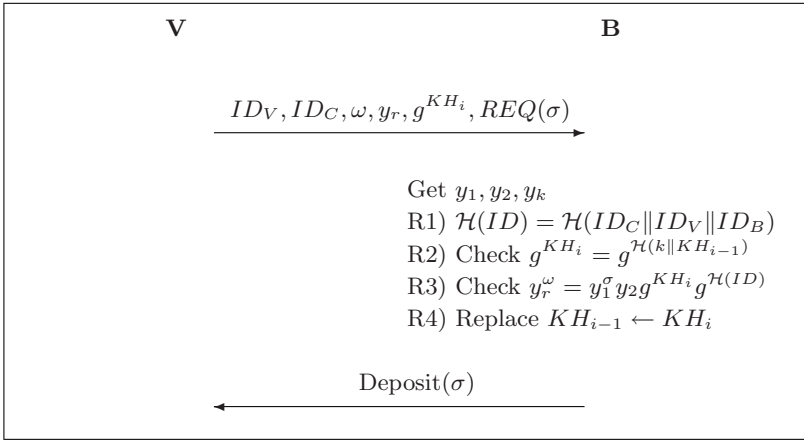 V B
ID_V, ID_C, ω, y_r, g^{KH_i}, REQ(σ)
Get y_1, y_2, y_k
R1) ℋ(ID) = ℋ(ID_C‖ID_V‖ID_B)
R2) Check g^{KH_i} = g^{ℋ(k‖KH_{i−1})}
R3) Check y_r^ω = y_1^σ y_2 g^{KH_i} g^{ℋ(ID)}
R4) Replace KH_{i−1} ← KH_i
Deposit(σ)